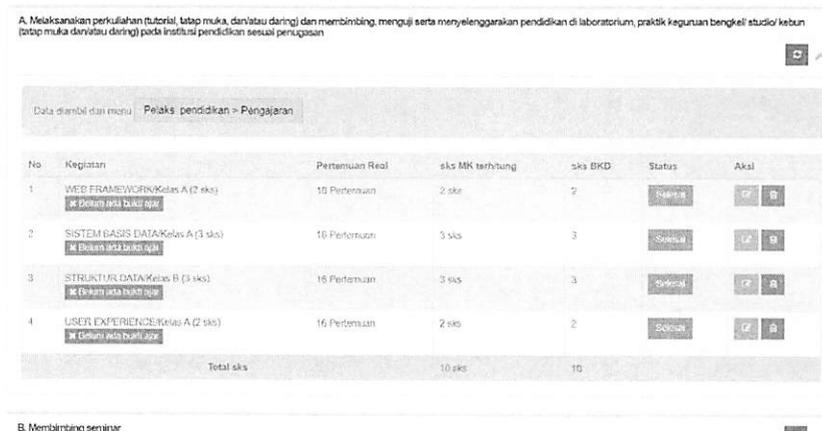 A. Melaksanakan perkuliahan (tutorial, tatap muka, dan/atau daring) dan membimbing, menguji serta menyelenggarakan pendidikan di laboratorium, praktik keguruan bengkel/ studio/ kebun
(tatap muka dan/atau daring) pada institusi pendidikan sesuai penugasan
Data diambil dari menu Pelaks. pendidikan > Pengajaran
No Kegiatan Pertemuan Real sks MK terhitung sks BKD Status Aksi
1 WEB FRAMEWORK/Kelas A (2 sks) 16 Pertemuan 2 sks 2 Selesai
✖ Belum ada bukti ajar
2 SISTEM BASIS DATA/Kelas A (3 sks) 16 Pertemuan 3 sks 3 Selesai
✖ Belum ada bukti ajar
3 STRUKTUR DATA/Kelas B (3 sks) 16 Pertemuan 3 sks 3 Selesai
✖ Belum ada bukti ajar
4 USER EXPERIENCE/Kelas A (2 sks) 16 Pertemuan 2 sks 2 Selesai
✖ Belum ada bukti ajar
Total sks 10 sks 10
B. Membimbing seminar